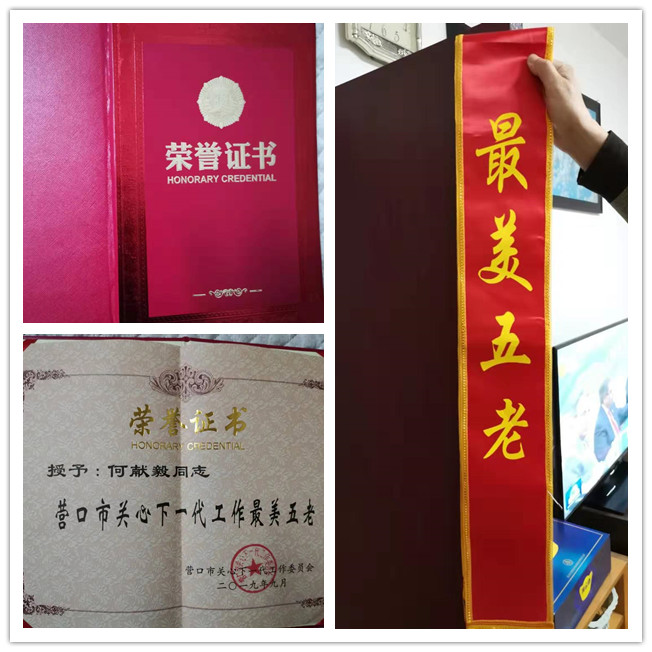 荣誉证书
HONORARY CREDENTIAL
最美五老
荣誉证书
HONORARY CREDENTIAL
授予：何献毅同志
营口市关心下一代工作最美五老
营口市关心下一代工作委员会
二〇一九年九月